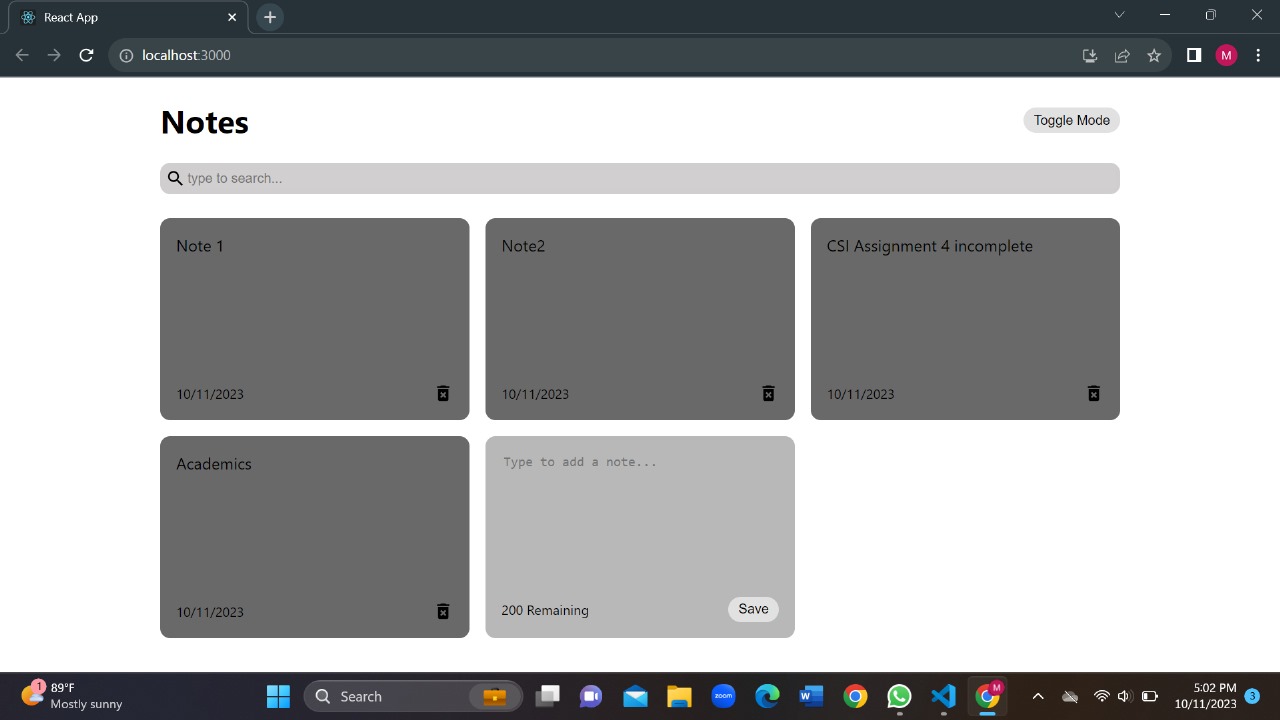 React App
localhost:3000
M
Notes
Toggle Mode
type to search...
Note 1
Note2
CSI Assignment 4 incomplete
10/11/2023
10/11/2023
10/11/2023
Academics
Type to add a note...
10/11/2023
200 Remaining
Save
1
89°F
Mostly sunny
Search
zoom
W
M
5:02 PM
10/11/2023
3